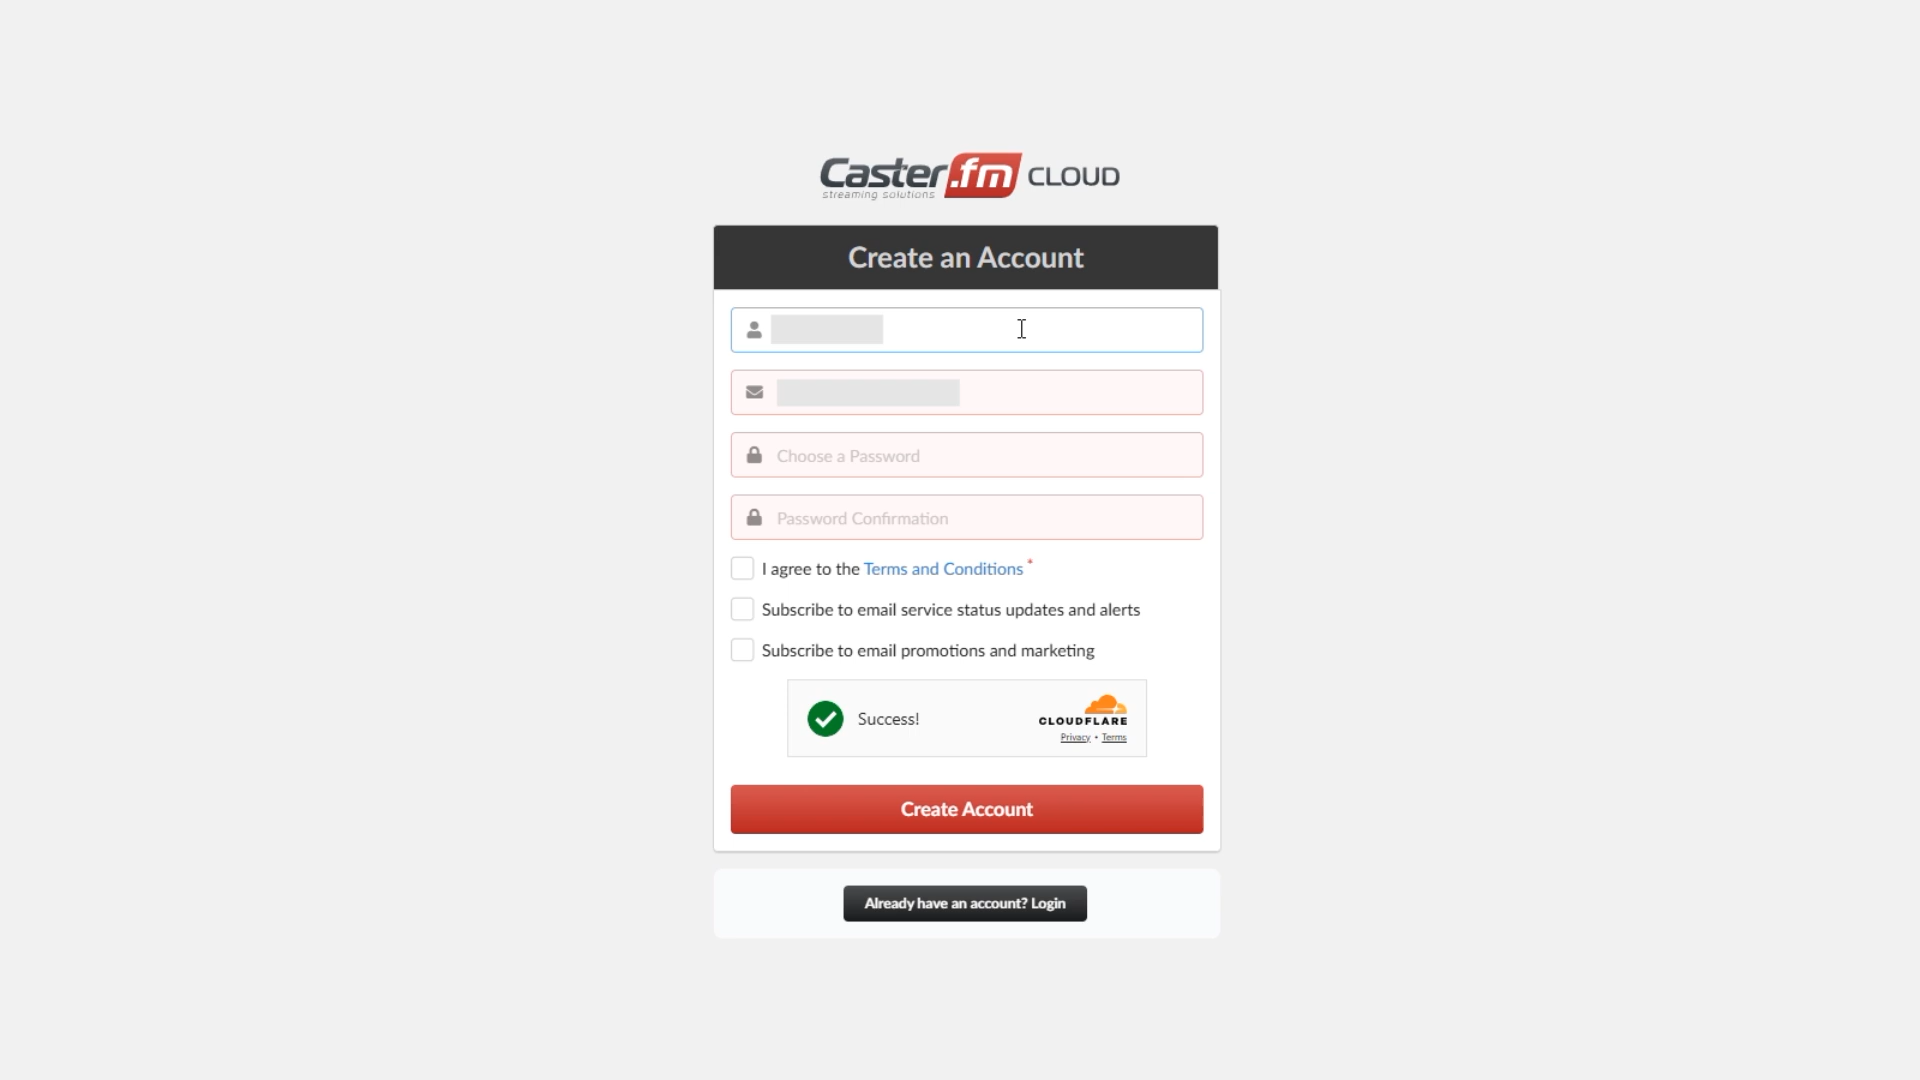 Caster.fm CLOUD
streaming solutions
Create an Account
Choose a Password
Password Confirmation
I agree to the Terms and Conditions *
Subscribe to email service status updates and alerts
Subscribe to email promotions and marketing
Success!
CLOUDFLARE
Privacy • Terms
Create Account
Already have an account? Login